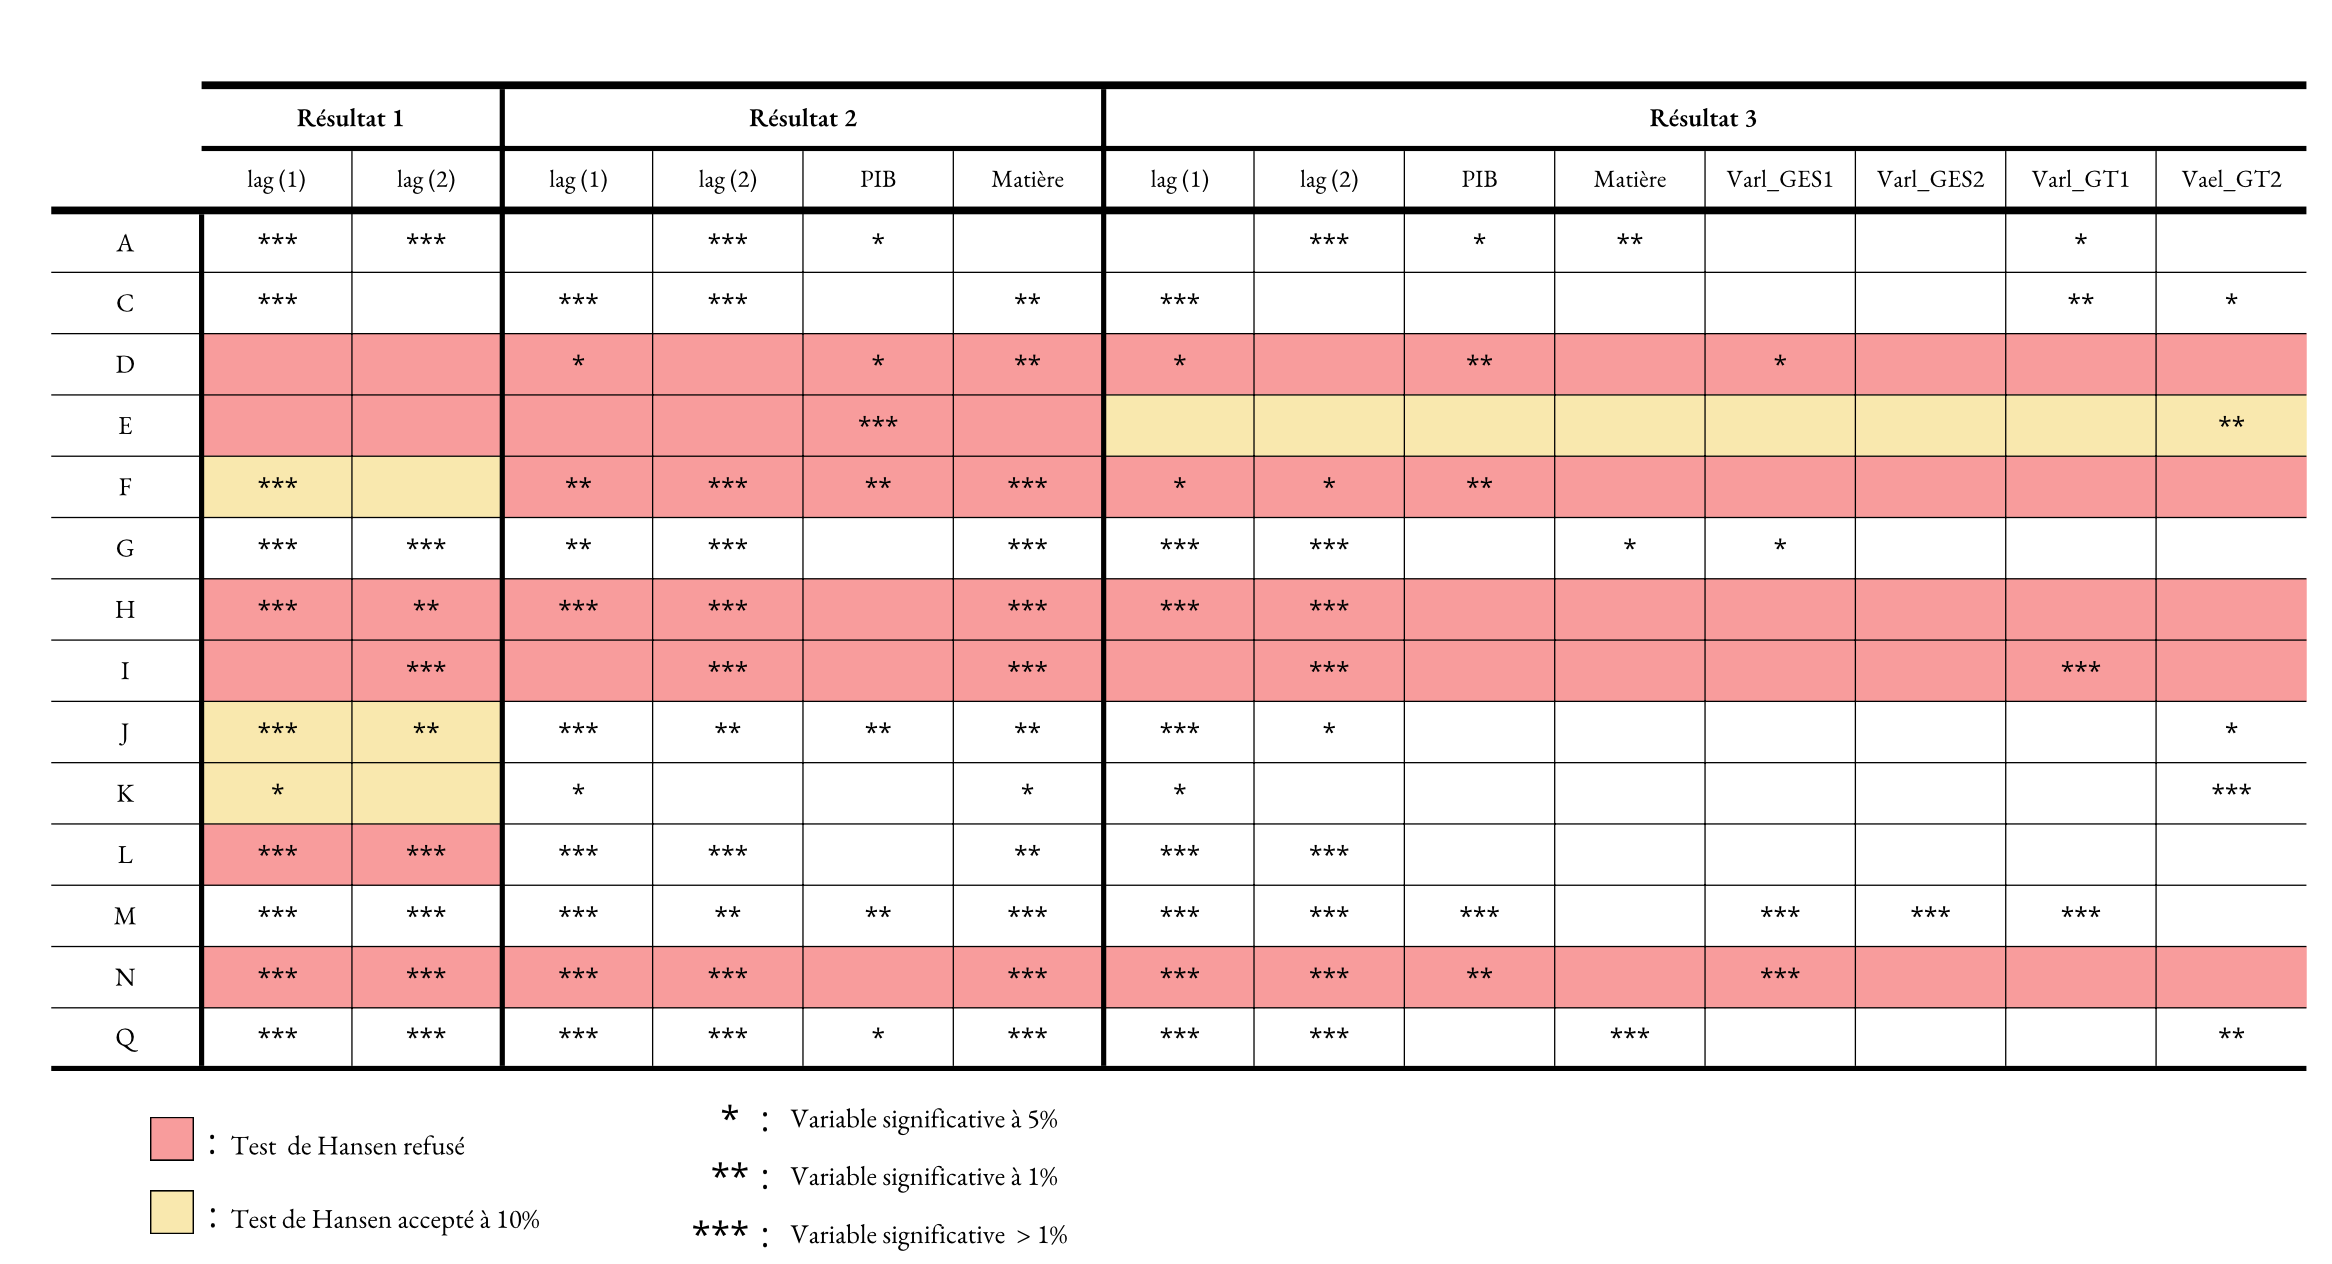 Résultat 1 Résultat 2 Résultat 3
lag (1) lag (2) lag (1) lag (2) PIB Matière lag (1) lag (2) PIB Matière Varl_GES1 Varl_GES2 Varl_GT1 Vael_GT2
A *** *** *** * *** * ** *
C *** *** *** ** *** ** *
D * * ** * ** *
E *** **
F *** ** *** ** *** * * **
G *** *** ** *** *** *** *** * *
H *** ** *** *** *** *** ***
I *** *** *** *** ***
J *** ** *** ** ** ** *** * *
K * * * * ***
L *** *** *** *** ** *** ***
M *** *** *** ** ** *** *** *** *** *** *** ***
N *** *** *** *** *** *** *** ** ***
Q *** *** *** *** * *** *** *** *** **
: Test de Hansen refusé
: Test de Hansen accepté à 10%
* : Variable significative à 5%
** : Variable significative à 1%
*** : Variable significative > 1%